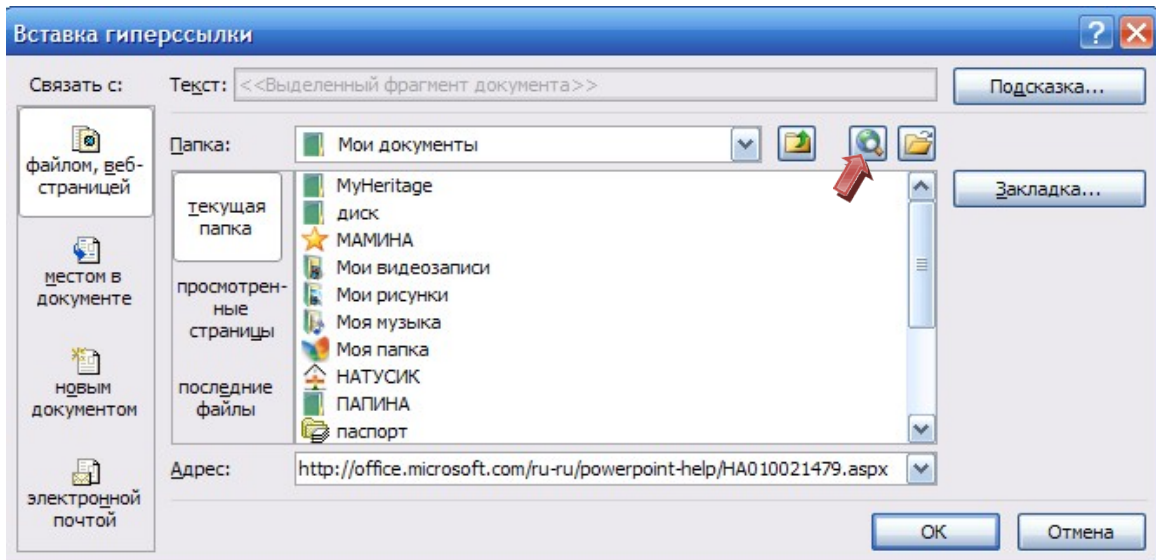 Вставка гиперссылки
Связать с:
Текст: <<Выделенный фрагмент документа>>
Подсказка...
файлом, веб-
страницей
Папка:
Мои документы
текущая
папка
MyHeritage
диск
МАМИНА
Мои видеозаписи
Мои рисунки
Моя музыка
Моя папка
НАТУСИК
ПАПИНА
паспорт
Закладка...
местом в
документе
просмотрен-
ные
страницы
новым
документом
последние
файлы
электронной
почтой
Адрес:
http://office.microsoft.com/ru-ru/powerpoint-help/HA010021479.aspx
ОК
Отмена